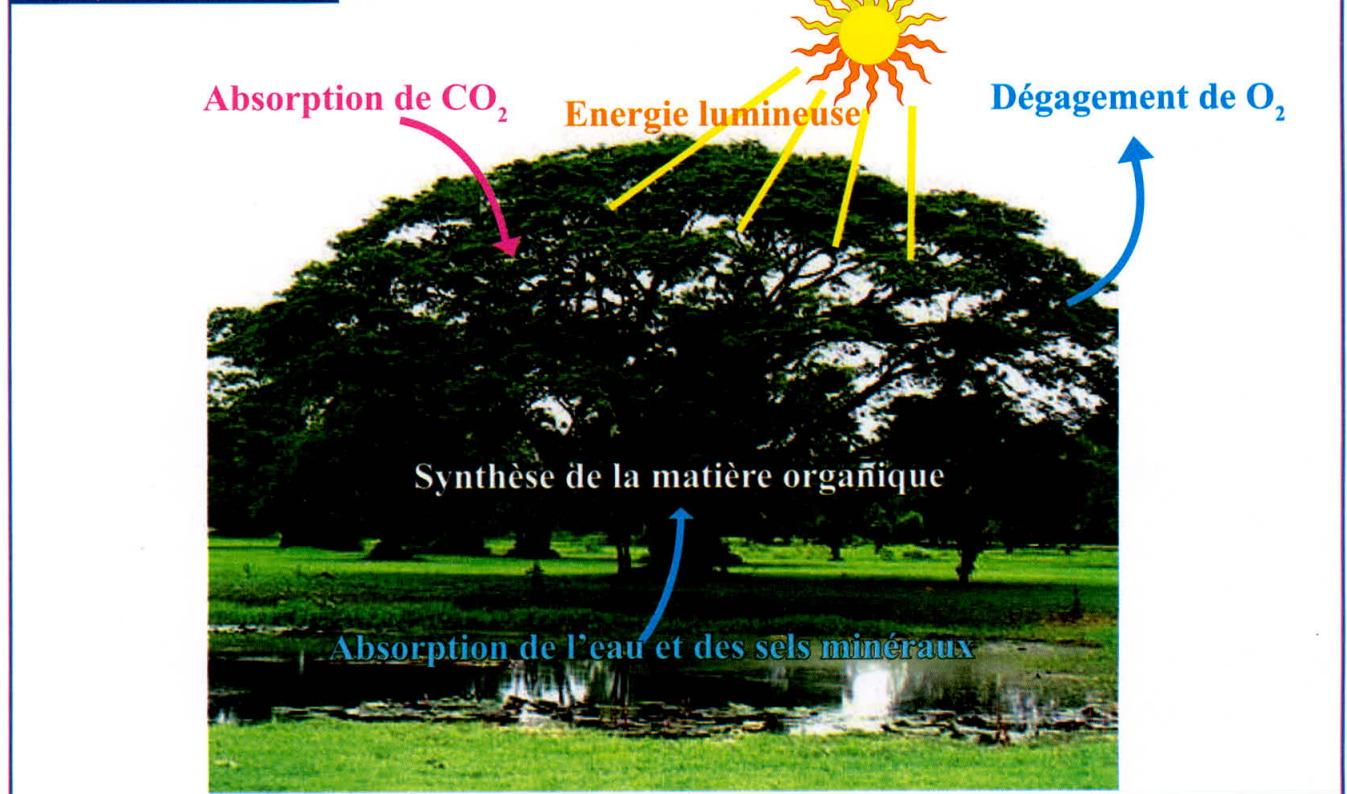 Absorption de CO₂
Energie lumineuse
Dégagement de O₂
Synthèse de la matière organique
Absorption de l'eau et des sels minéraux